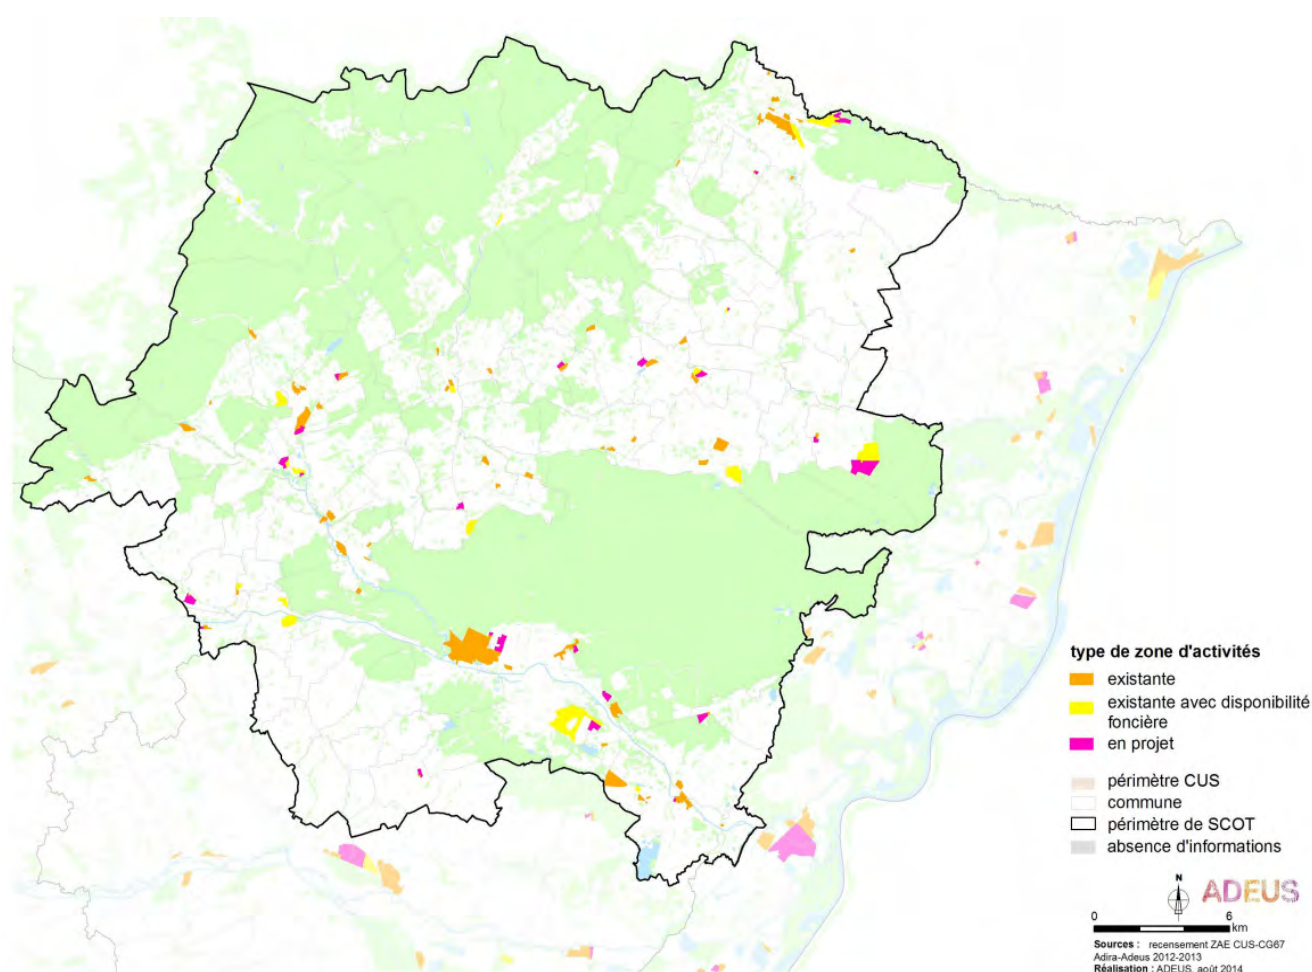 type de zone d'activités
existante
existante avec disponibilité
foncière
en projet
périmètre CUS
commune
périmètre de SCOT
absence d'informations
N
ADEUS
0 6
km
Sources : recensement ZAE CUS-CG67
Adira-Adeus 2012-2013
Réalisation : ADEUS, août 2014